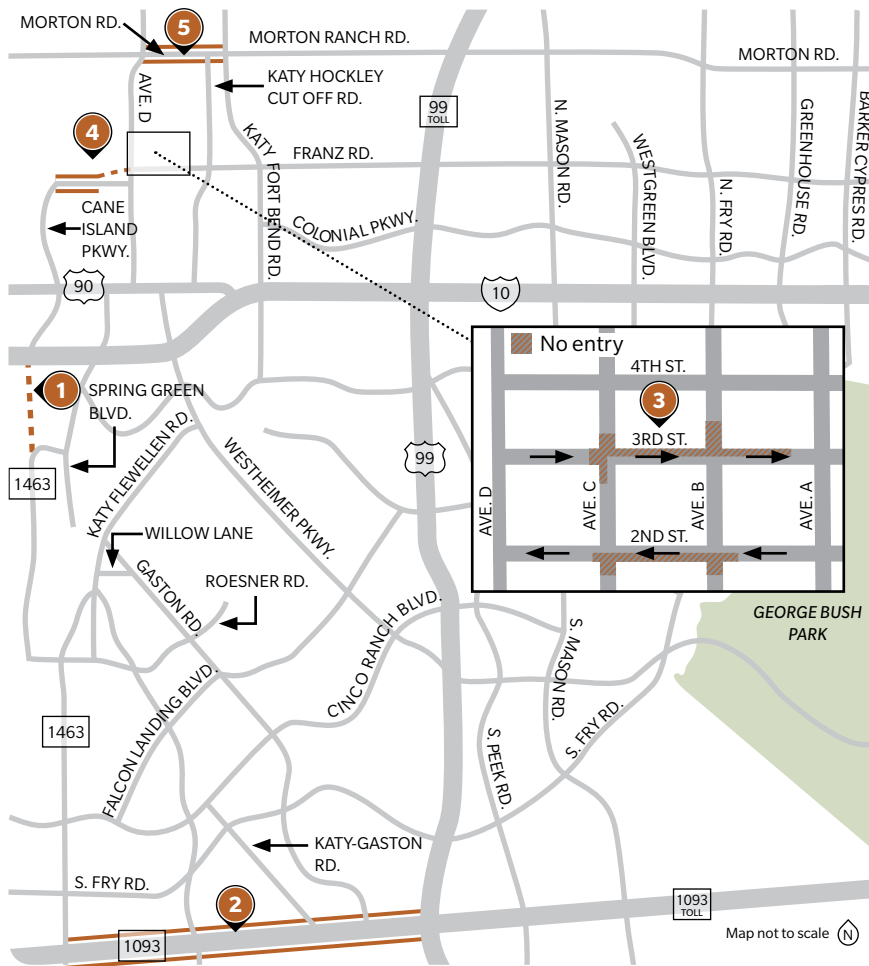 MORTON RD.
5
MORTON RANCH RD.
MORTON RD.
KATY HOCKLEY
CUT OFF RD.
AVE. D
99
TOLL
4
FRANZ RD.
N. MASON RD.
WESTGREEN BLVD.
N. FRY RD.
GREENHOUSE RD.
BARKER CYPRES RD.
KATY FORT BEND RD.
CANE
ISLAND
PKWY.
COLONIAL PKWY.
90
10
No entry
4TH ST.
3
3RD ST.
AVE. D
AVE. C
AVE. B
AVE. A
2ND ST.
1
SPRING GREEN
BLVD.
1463
KATY FLEWELLEN RD.
WESTHEIMER PKWY.
99
WILLOW LANE
GASTON RD.
ROESNER RD.
CINCO RANCH BLVD.
GEORGE BUSH
PARK
S. MASON RD.
1463
FALCON LANDING BLVD.
S. PEEK RD.
S. FRY RD.
KATY-GASTON
RD.
S. FRY RD.
2
1093
1093
TOLL
Map not to scale
N